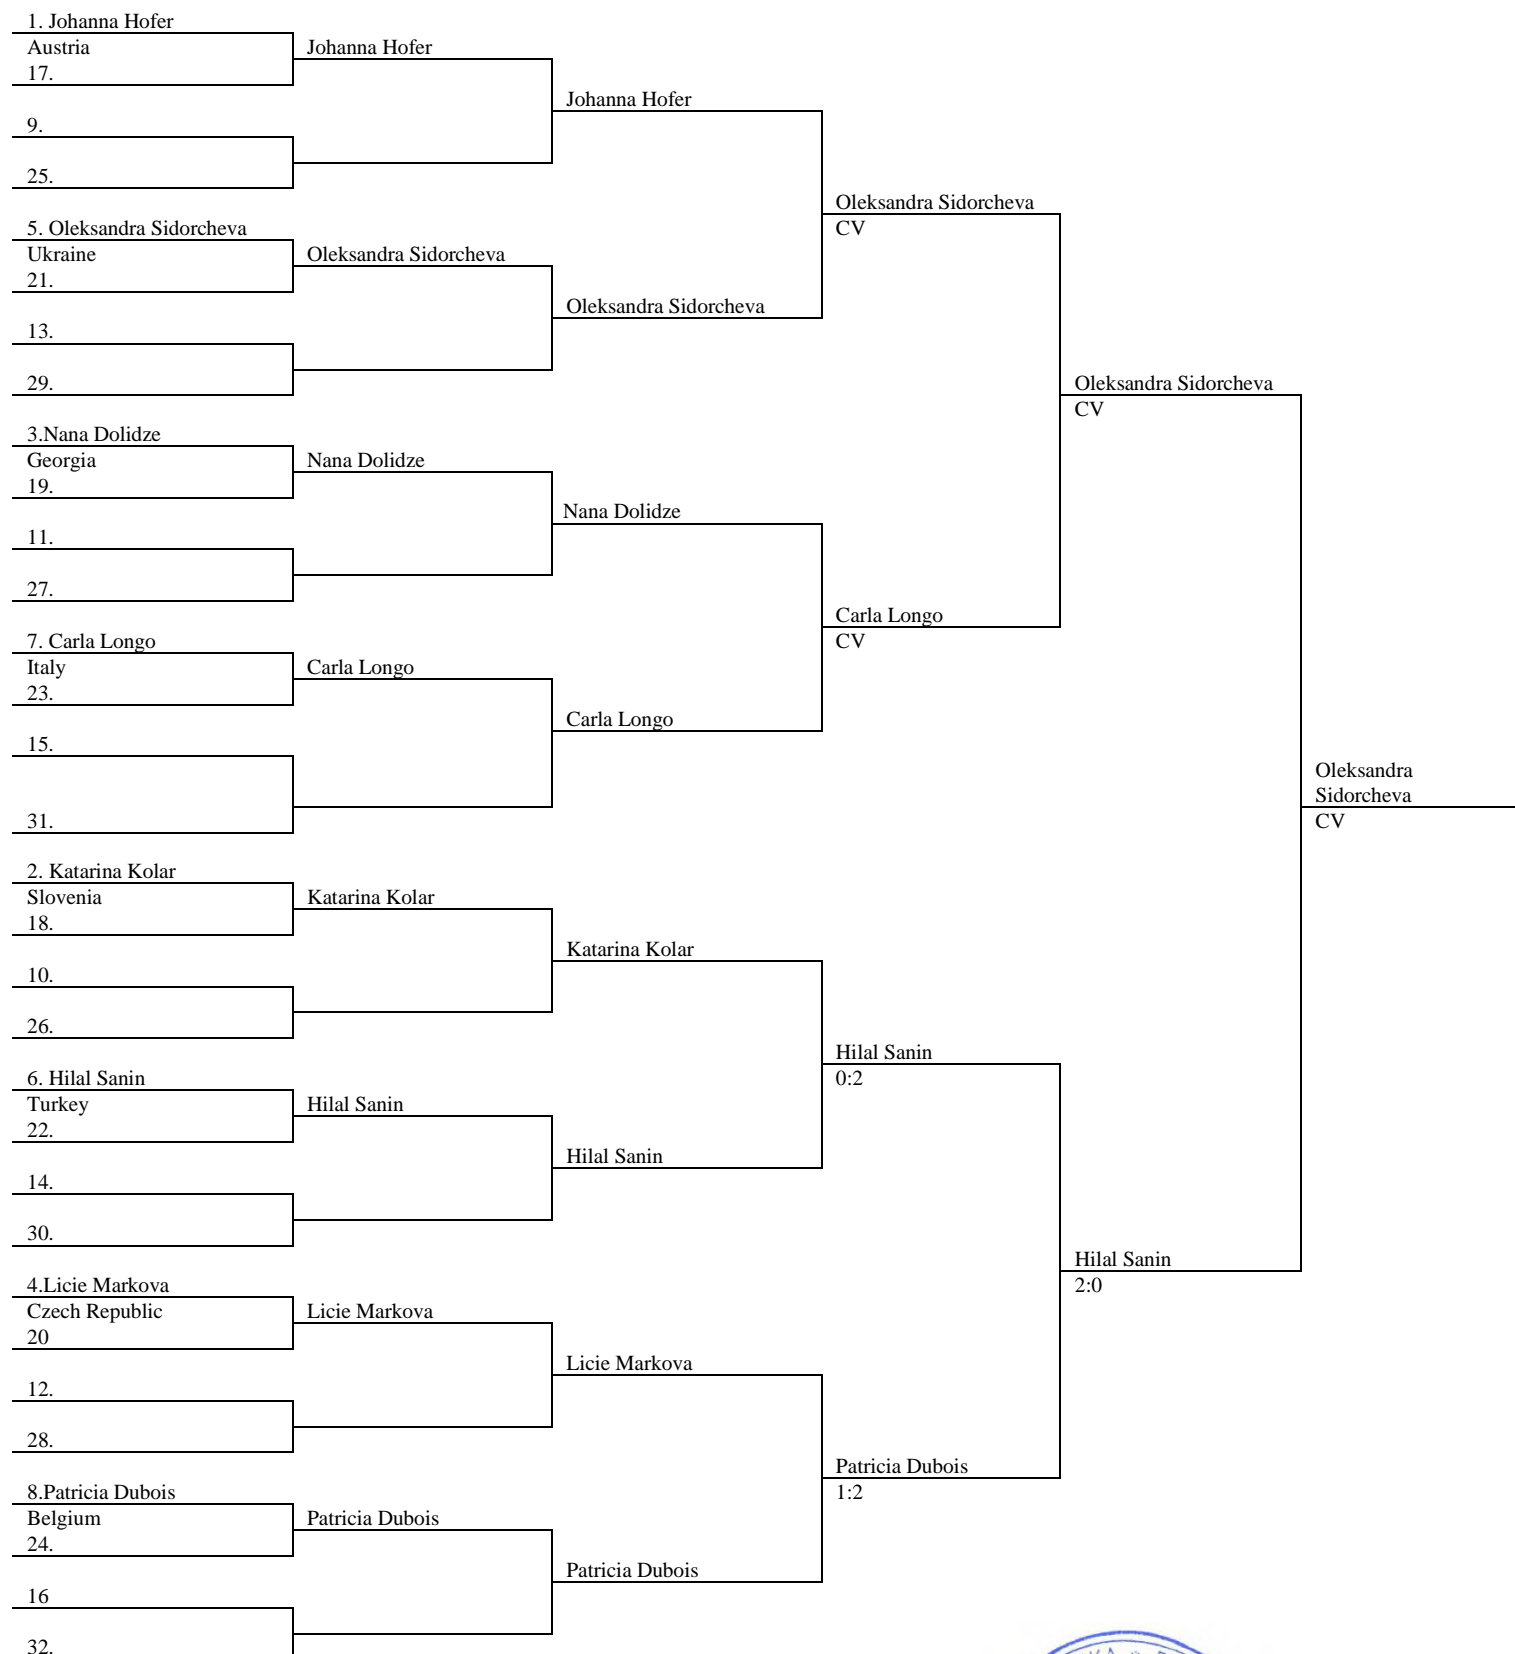 1. Johanna Hofer
Austria
17.
9.
25.
5. Oleksandra Sidorcheva
Ukraine
21.
13.
29.
3.Nana Dolidze
Georgia
19.
11.
27.
7. Carla Longo
Italy
23.
15.
31.
2. Katarina Kolar
Slovenia
18.
10.
26.
6. Hilal Sanin
Turkey
22.
14.
30.
4.Licie Markova
Czech Republic
20
12.
28.
8.Patricia Dubois
Belgium
24.
16
32.
Johanna Hofer
Oleksandra Sidorcheva
Nana Dolidze
Carla Longo
Katarina Kolar
Hilal Sanin
Licie Markova
Patricia Dubois
Johanna Hofer
Oleksandra Sidorcheva
Nana Dolidze
Carla Longo
Katarina Kolar
Hilal Sanin
Licie Markova
Patricia Dubois
Oleksandra Sidorcheva
CV
Carla Longo
CV
Hilal Sanin
0:2
Patricia Dubois
1:2
Oleksandra Sidorcheva
CV
Hilal Sanin
2:0
Oleksandra
Sidorcheva
CV